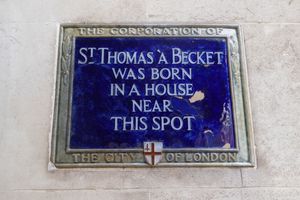 THE CORPORATION OF
ST THOMAS A BECKET
WAS BORN
IN A HOUSE
NEAR
THIS SPOT
THE CITY OF LONDON